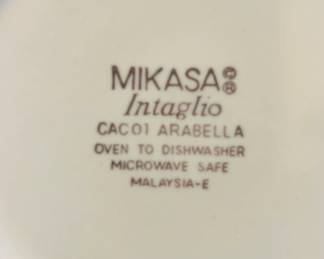 MIKASA©®
Intaglio
CAC01 ARABELLA
OVEN TO DISHWASHER
MICROWAVE SAFE
MALAYSIA-E